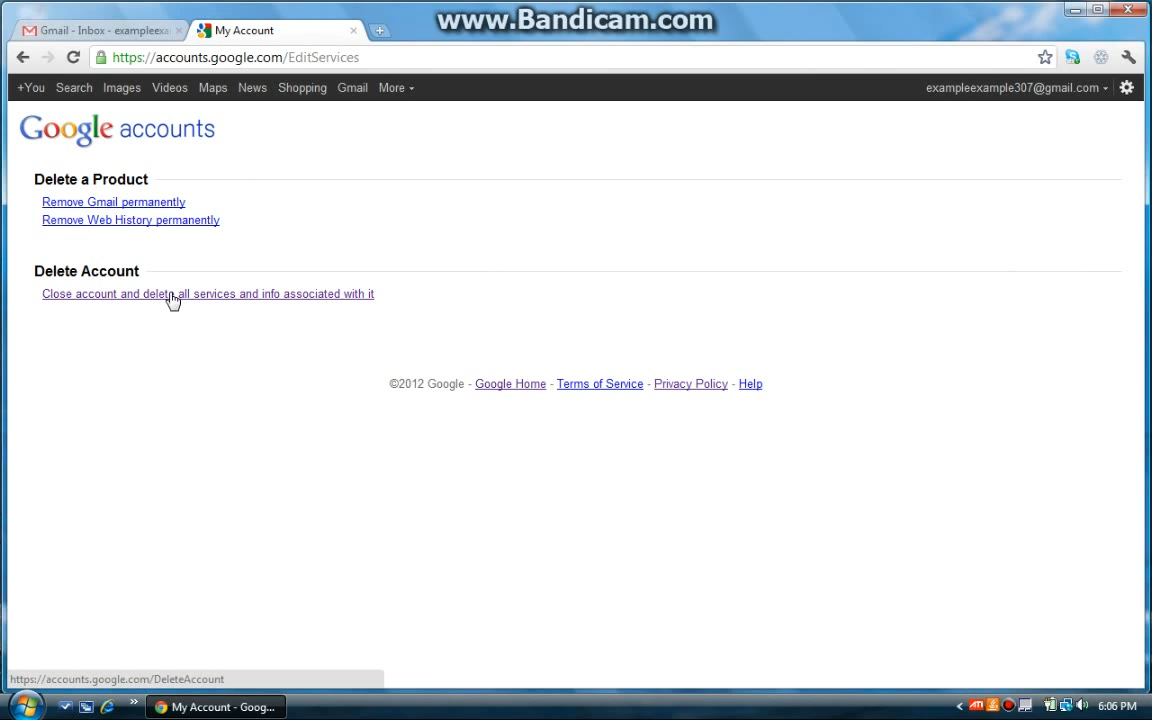 www.Bandicam.com
Gmail - Inbox - exampleexa
My Account
https://accounts.google.com/EditServices
+You Search Images Videos Maps News Shopping Gmail More
exampleexample307@gmail.com
Google accounts
Delete a Product
Remove Gmail permanently
Remove Web History permanently
Delete Account
Close account and delete all services and info associated with it
©2012 Google - Google Home - Terms of Service - Privacy Policy - Help
https://accounts.google.com/DeleteAccount
My Account - Goog...
ATI
6:06 PM